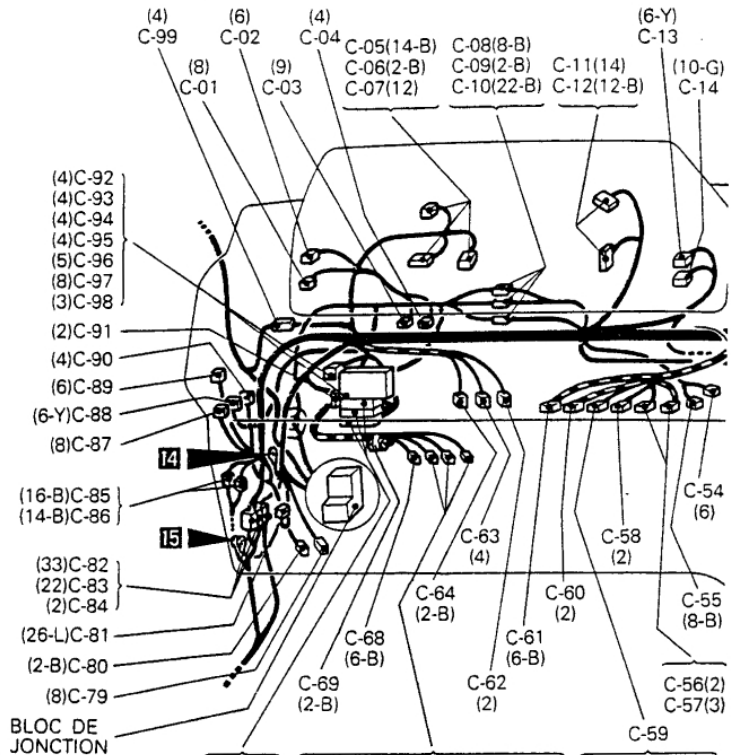 (4)
C-99
(6)
C-02
(4)
C-04
(8)
C-01
(9)
C-03
C-05(14-B)
C-06(2-B)
C-07(12)
C-08(8-B)
C-09(2-B)
C-10(22-B)
C-11(14)
C-12(12-B)
(6-Y)
C-13
(10-G)
C-14
(4)C-92
(4)C-93
(4)C-94
(4)C-95
(5)C-96
(8)C-97
(3)C-98
(2)C-91
(4)C-90
(6)C-89
(6-Y)C-88
(8)C-87
14
(16-B)C-85
(14-B)C-86
15
(33)C-82
(22)C-83
(2)C-84
(26-L)C-81
(2-B)C-80
(8)C-79
BLOC DE
JONCTION
C-69
(2-B)
C-68
(6-B)
C-64
(2-B)
C-63
(4)
C-62
(2)
C-61
(6-B)
C-60
(2)
C-58
(2)
C-54
(6)
C-55
(8-B)
C-56(2)
C-57(3)
C-59